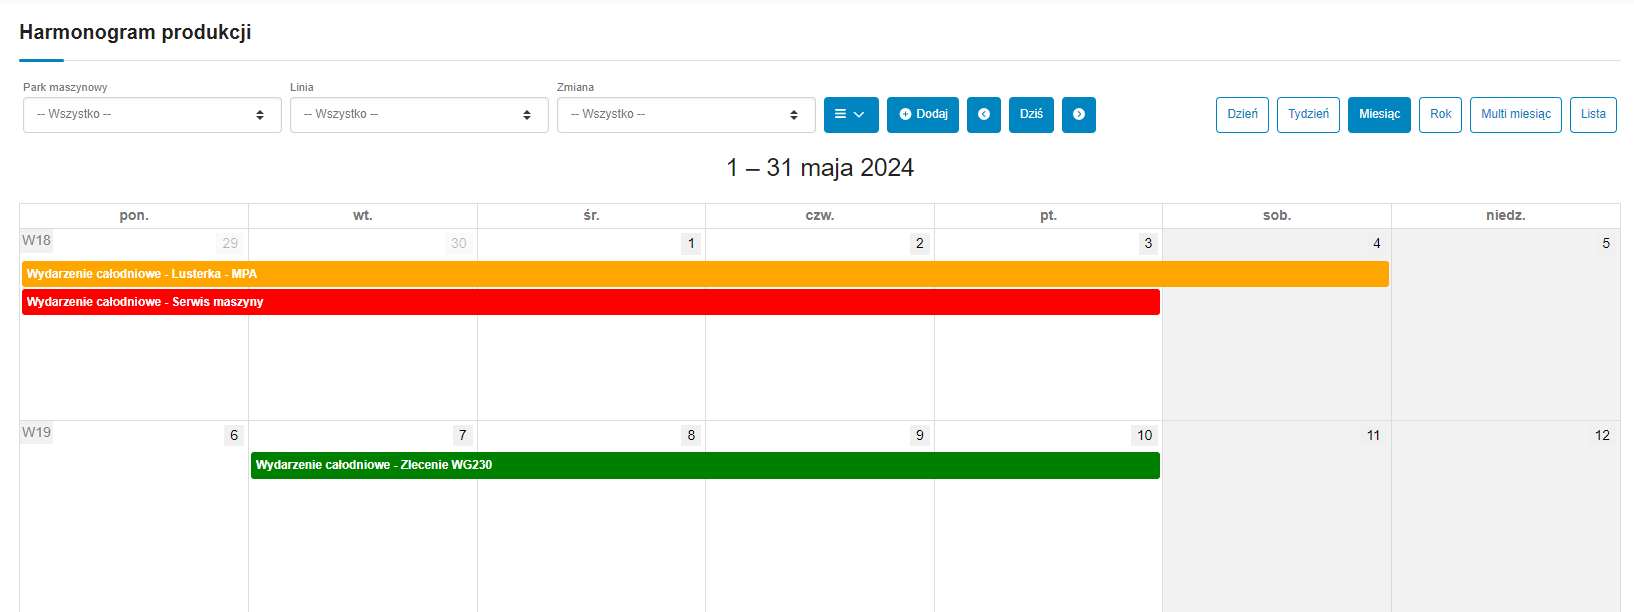 Harmonogram produkcji
Park maszynowy Linia Zmiana
-- Wszystko -- -- Wszystko -- -- Wszystko -- Dodaj Dziś Dzień Tydzień Miesiąc Rok Multi miesiąc Lista
1 – 31 maja 2024
pon. wt. śr. czw. pt. sob. niedz.
W18 29 30 1 2 3 4 5
Wydarzenie całodniowe - Lusterka - MPA
Wydarzenie całodniowe - Serwis maszyny
W19 6 7 8 9 10 11 12
Wydarzenie całodniowe - Zlecenie WG230